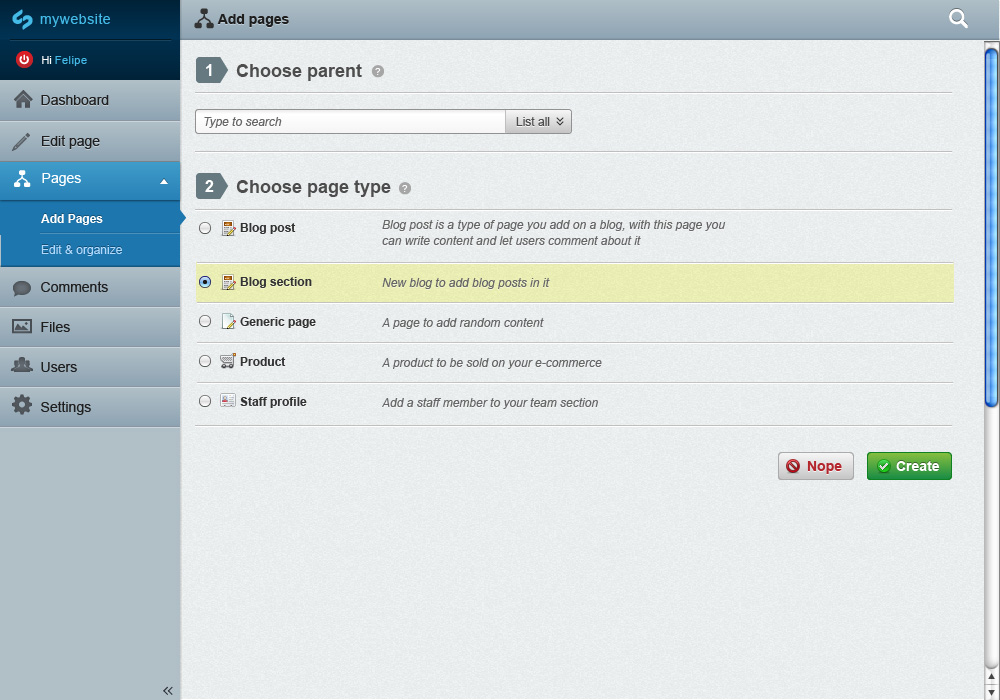 mywebsite
Add pages
Hi Felipe
Dashboard
Edit page
Pages
Add Pages
Edit & organize
Comments
Files
Users
Settings
«
1 Choose parent ?
Type to search List all
2 Choose page type ?
Blog post
Blog post is a type of page you add on a blog, with this page you
can write content and let users comment about it
Blog section New blog to add blog posts in it
Generic page A page to add random content
Product A product to be sold on your e-commerce
Staff profile Add a staff member to your team section
Nope Create